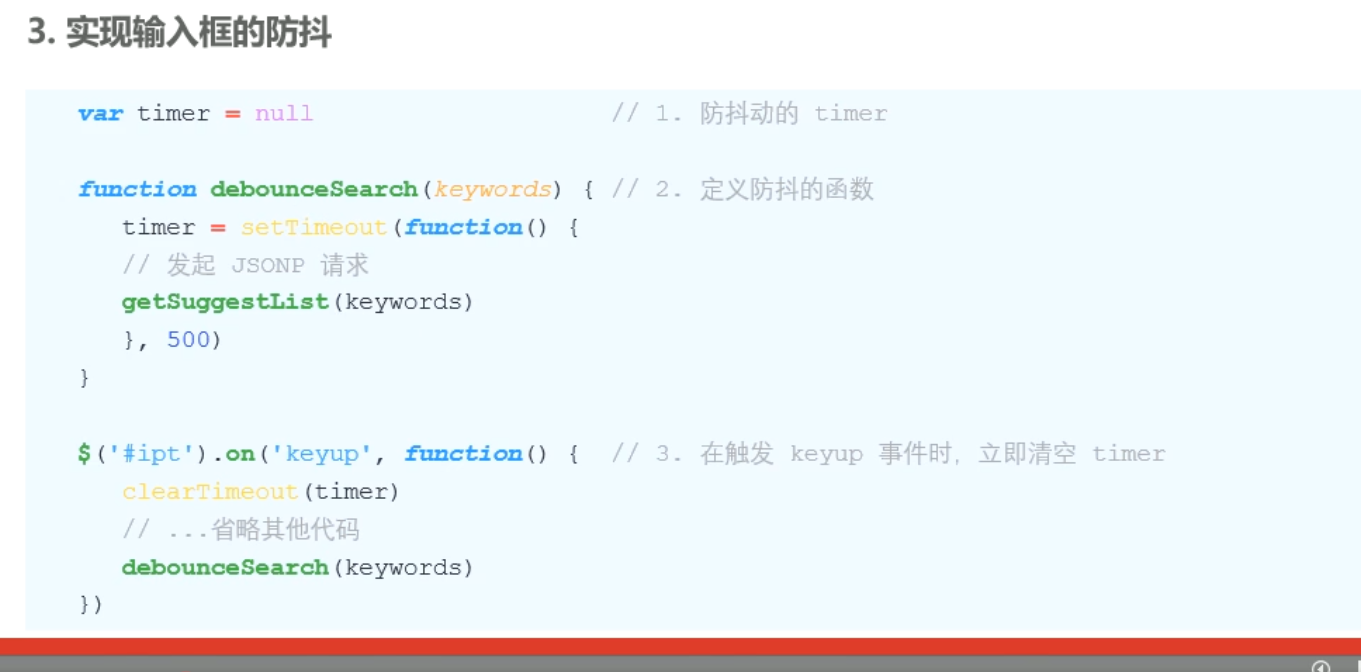 3. 实现输入框的防抖
var timer = null // 1. 防抖动的 timer
function debounceSearch(keywords) { // 2. 定义防抖的函数
timer = setTimeout(function() {
// 发起 JSONP 请求
getSuggestList(keywords)
}, 500)
}
$('#ipt').on('keyup', function() { // 3. 在触发 keyup 事件时，立即清空 timer
clearTimeout(timer)
// ...省略其他代码
debounceSearch(keywords)
})